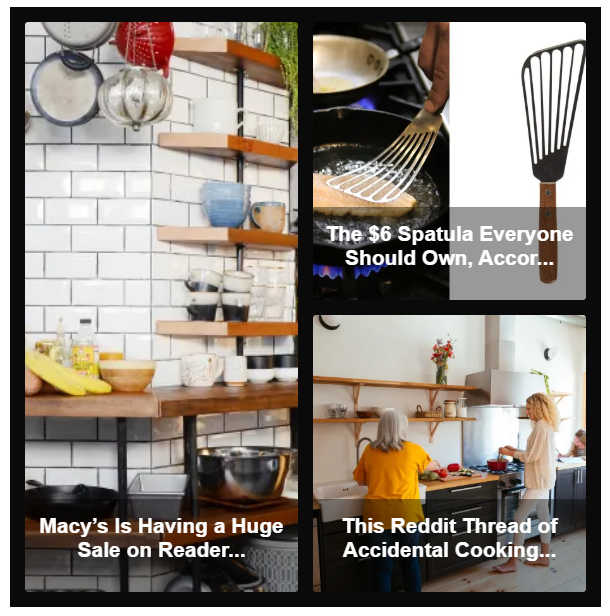 The $6 Spatula Everyone
Should Own, Accor...
Macy’s Is Having a Huge
Sale on Reader...
This Reddit Thread of
Accidental Cooking...